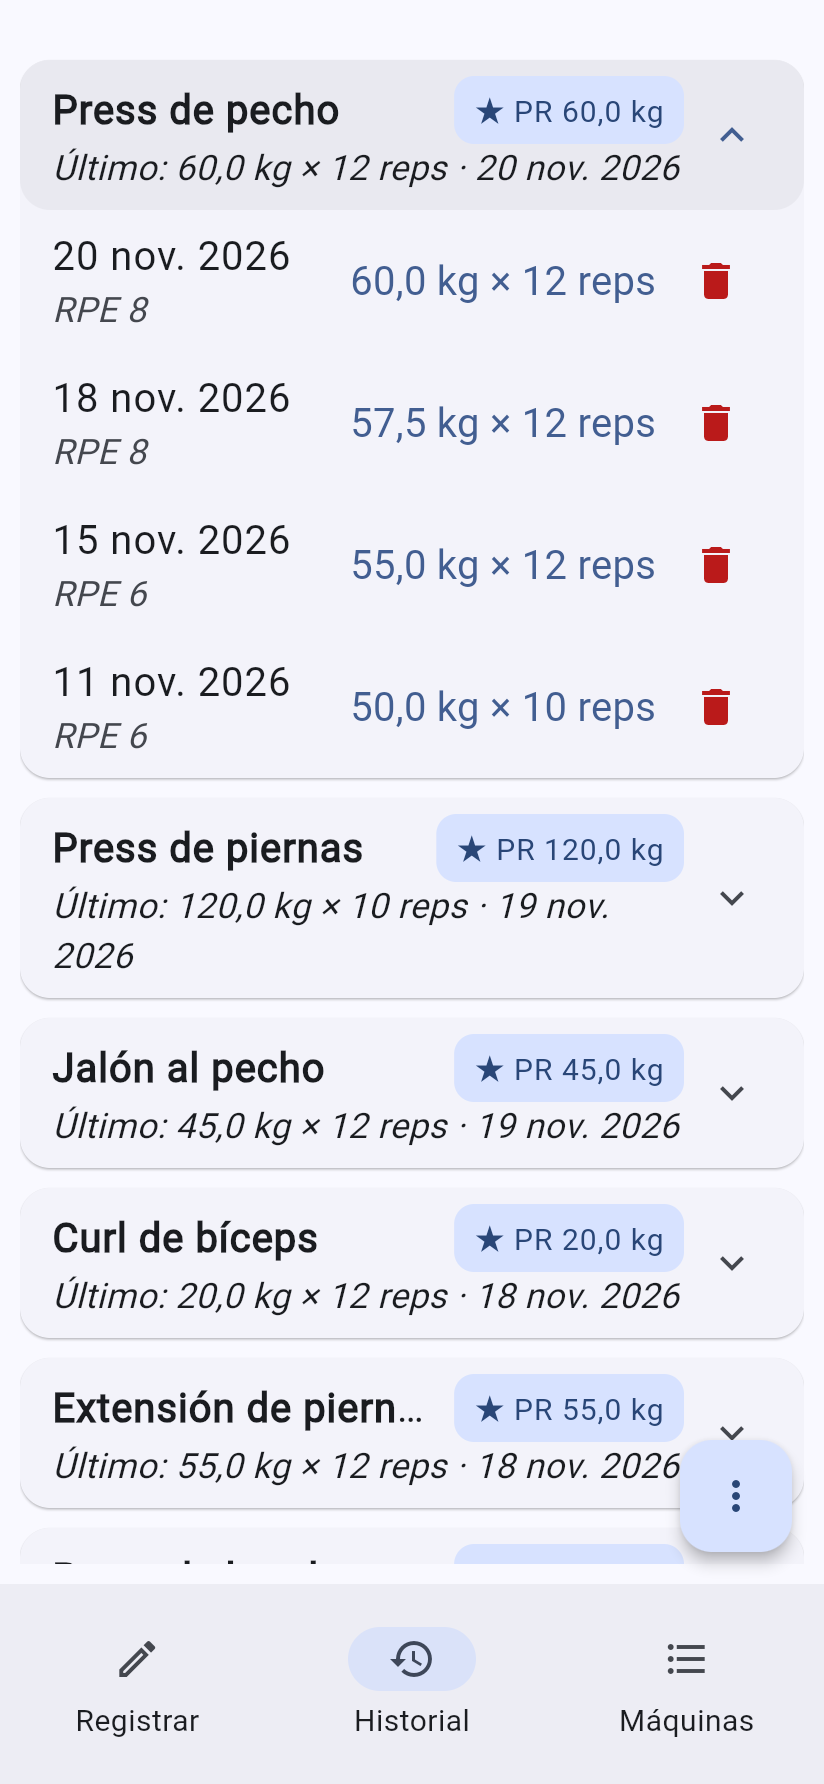 Press de pecho
★ PR 60,0 kg
Último: 60,0 kg × 12 reps · 20 nov. 2026
20 nov. 2026
RPE 8
60,0 kg × 12 reps
18 nov. 2026
RPE 8
57,5 kg × 12 reps
15 nov. 2026
RPE 6
55,0 kg × 12 reps
11 nov. 2026
RPE 6
50,0 kg × 10 reps
Press de piernas
★ PR 120,0 kg
Último: 120,0 kg × 10 reps · 19 nov.
2026
Jalón al pecho
★ PR 45,0 kg
Último: 45,0 kg × 12 reps · 19 nov. 2026
Curl de bíceps
★ PR 20,0 kg
Último: 20,0 kg × 12 reps · 18 nov. 2026
Extensión de piern...
★ PR 55,0 kg
Último: 55,0 kg × 12 reps · 18 nov. 2026
Registrar
Historial
Máquinas